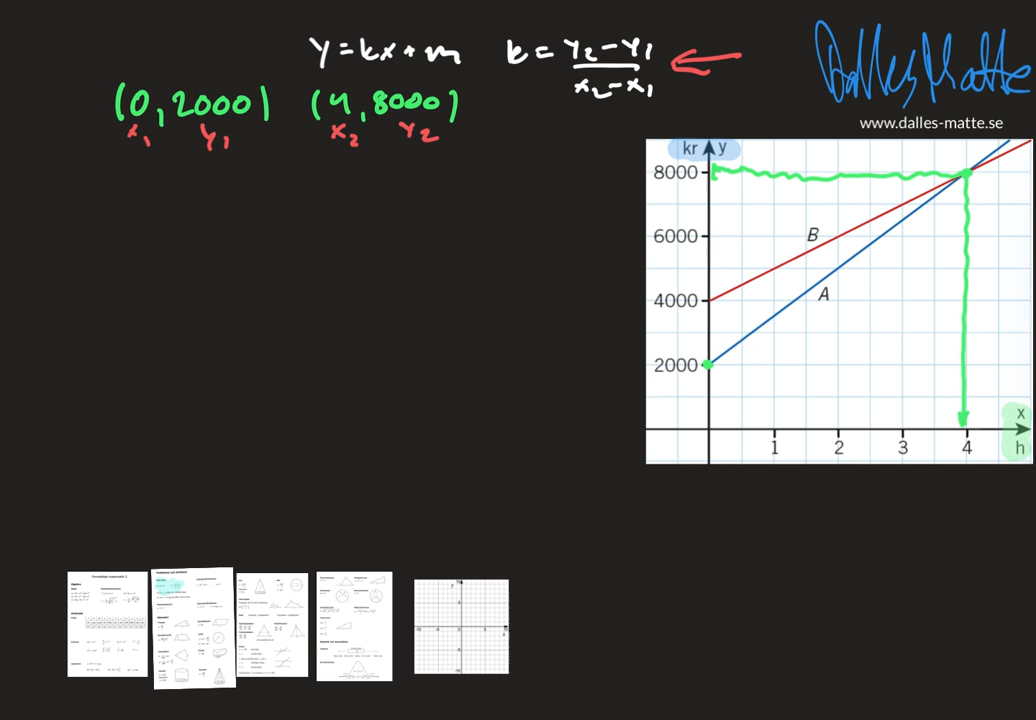 y = kx + m k = y₂ - y₁ / x₂ - x₁
Dalles Matte
(0, 2000) (4, 8000)
x₁ y₁ x₂ y₂
www.dalles-matte.se
kr y
8000
6000
4000
2000
B
A
x
1 2 3 4 h